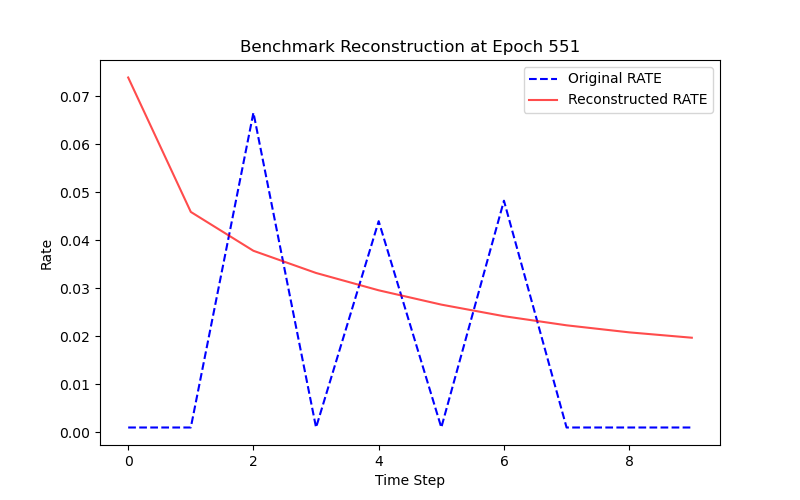 Benchmark Reconstruction at Epoch 551
Original RATE
Reconstructed RATE
Rate
0.07
0.06
0.05
0.04
0.03
0.02
0.01
0.00
0 2 4 6 8
Time Step